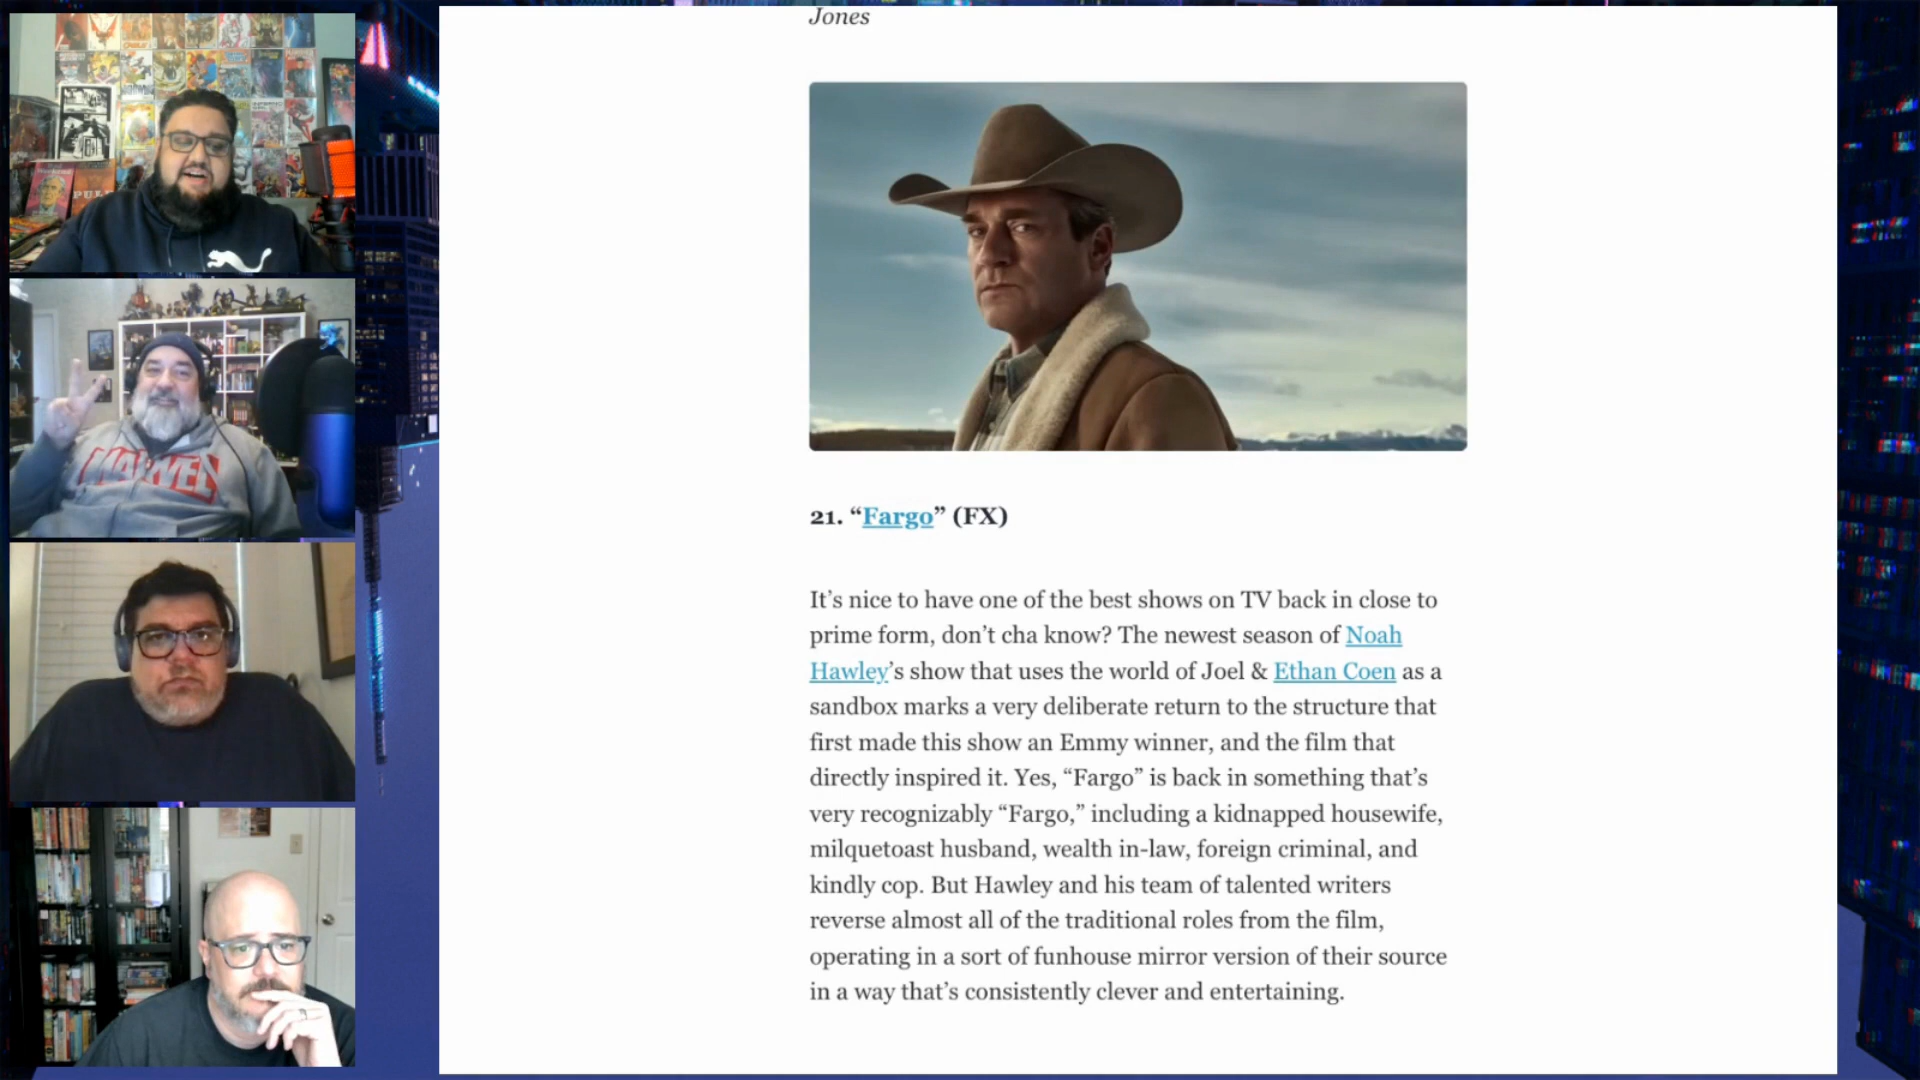 Jones
21. “Fargo” (FX)
It’s nice to have one of the best shows on TV back in close to
prime form, don’t cha know? The newest season of Noah
Hawley’s show that uses the world of Joel & Ethan Coen as a
sandbox marks a very deliberate return to the structure that
first made this show an Emmy winner, and the film that
directly inspired it. Yes, “Fargo” is back in something that’s
very recognizably “Fargo,” including a kidnapped housewife,
milquetoast husband, wealth in-law, foreign criminal, and
kindly cop. But Hawley and his team of talented writers
reverse almost all of the traditional roles from the film,
operating in a sort of funhouse mirror version of their source
in a way that’s consistently clever and entertaining.
PUL
MARVEL